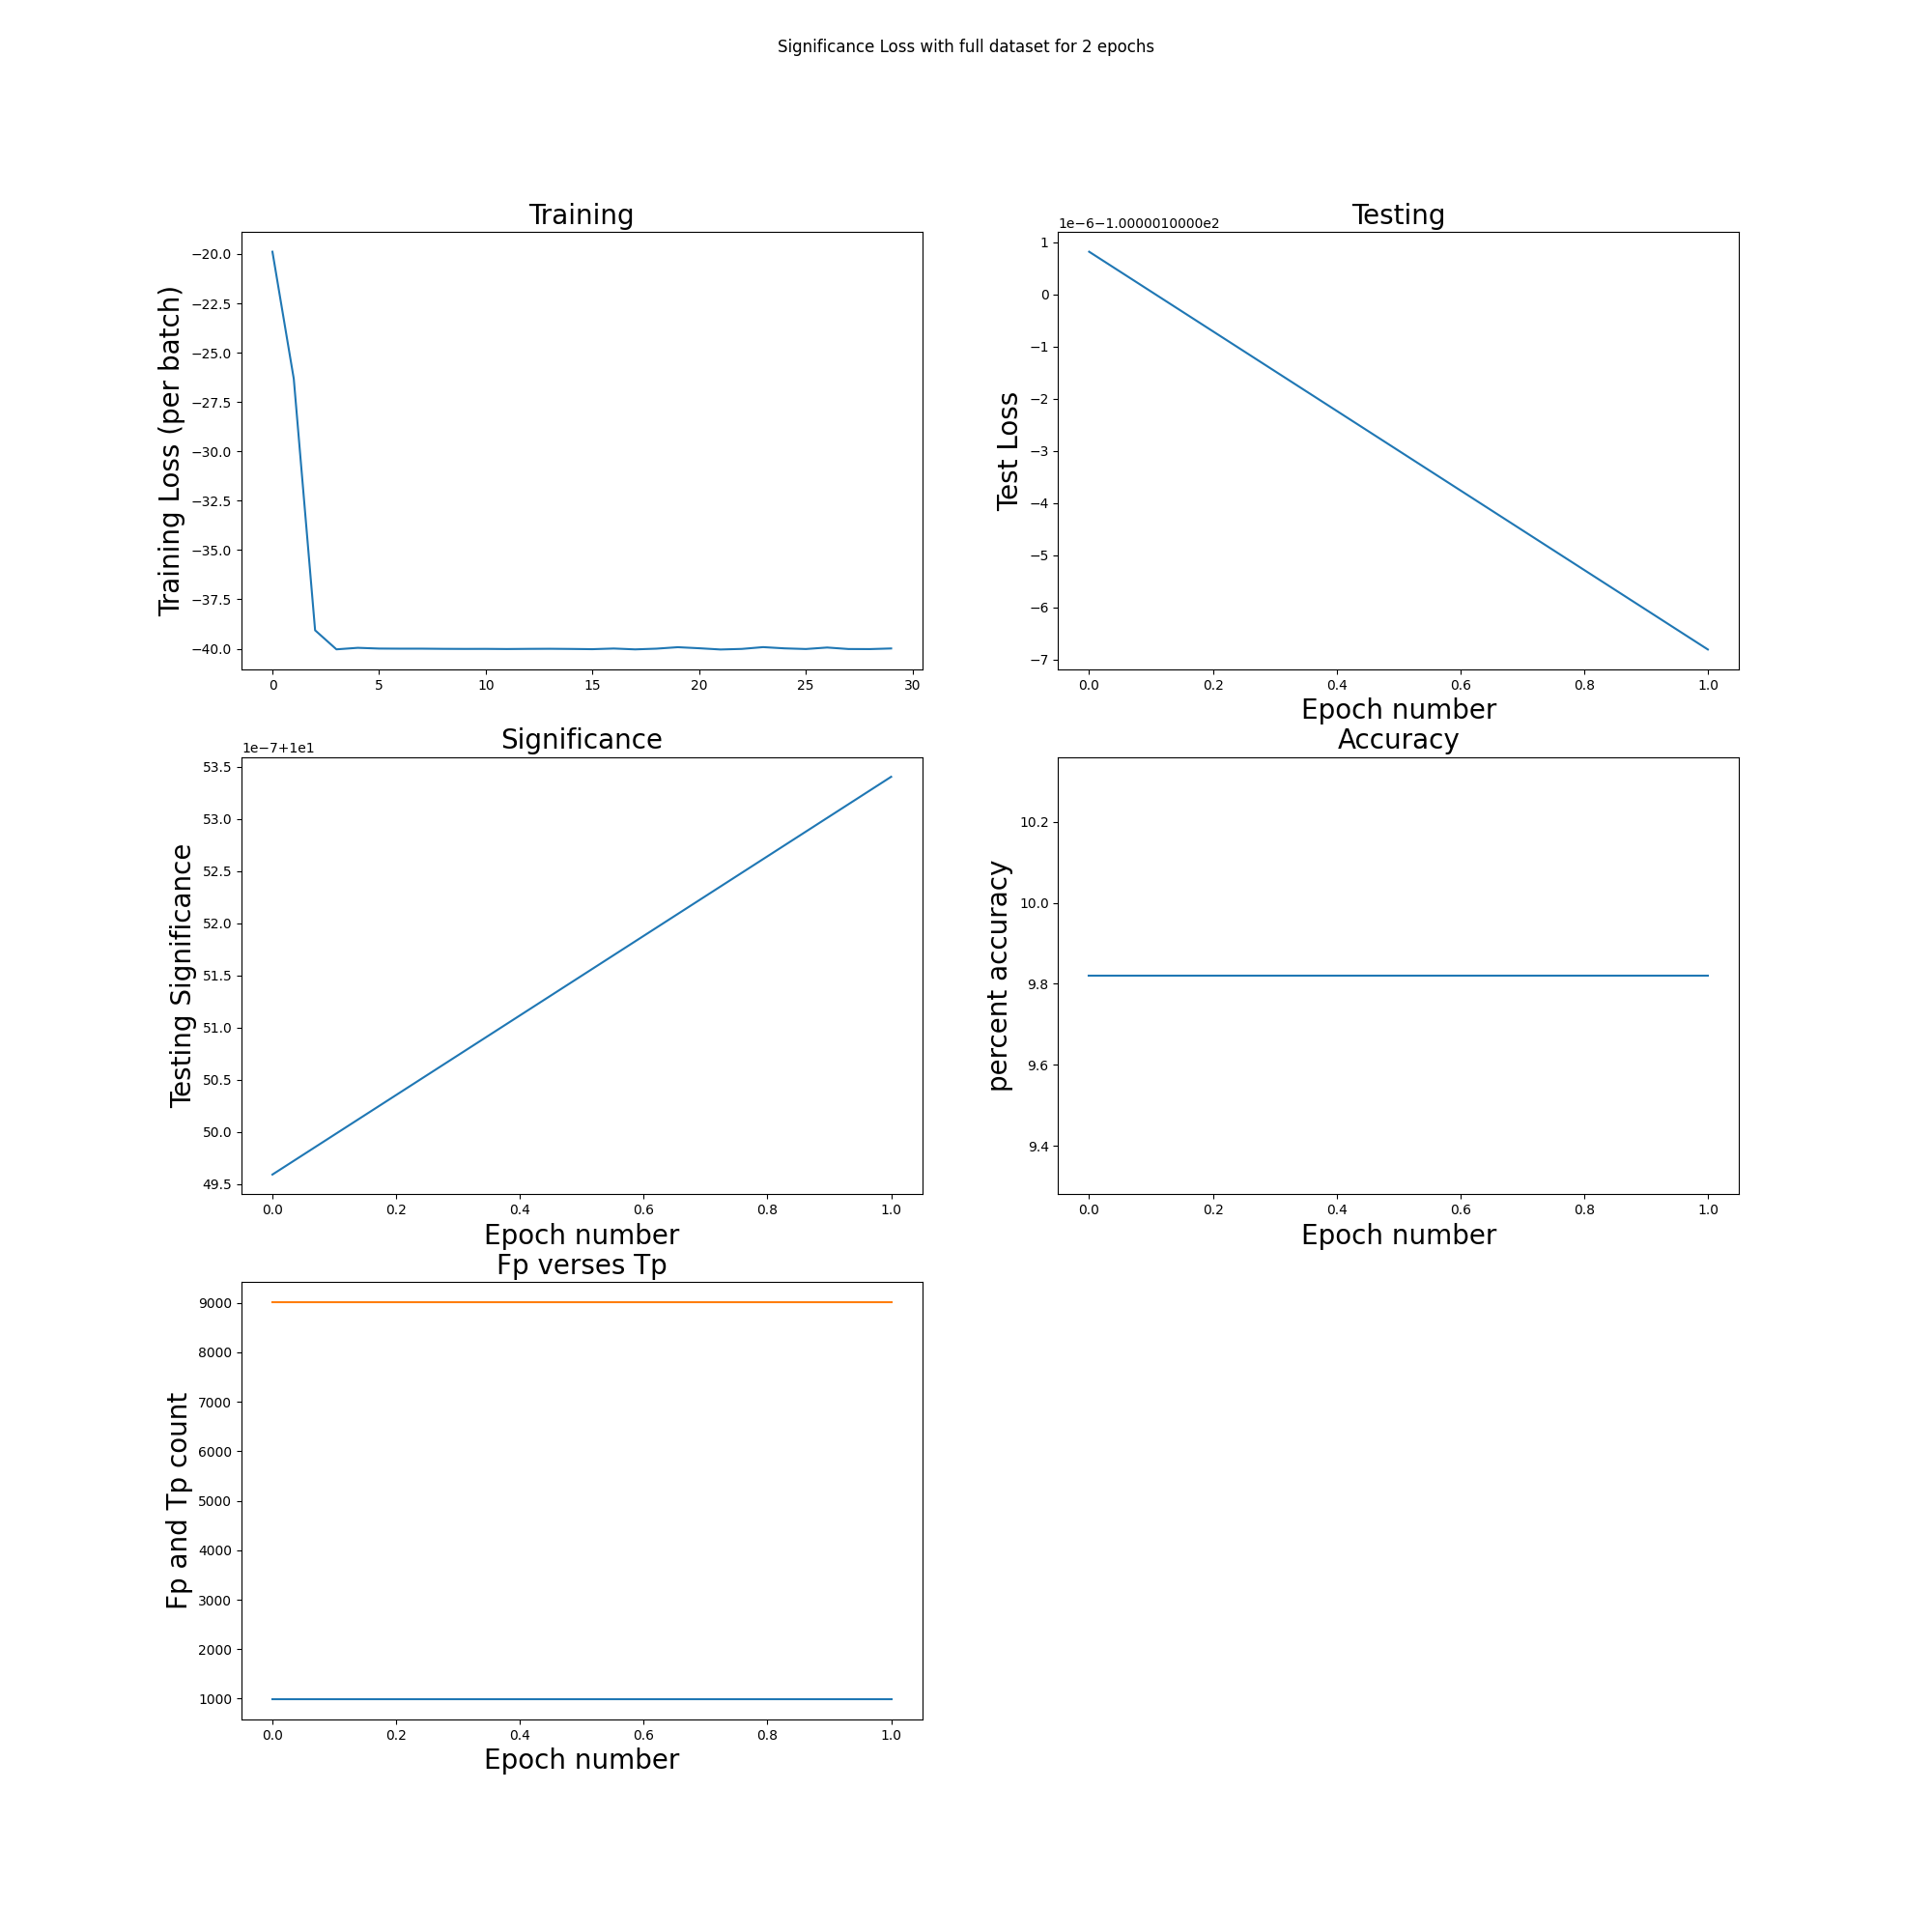 Significance Loss with full dataset for 2 epochs
Training
Training Loss (per batch)
−20.0
−22.5
−25.0
−27.5
−30.0
−32.5
−35.0
−37.5
−40.0
0 5 10 15 20 25 30
Testing
1e−6−1.0000010000e2
Test Loss
1
0
−1
−2
−3
−4
−5
−6
−7
0.0 0.2 0.4 0.6 0.8 1.0
Epoch number
Significance
1e−7+1e1
Testing Significance
53.5
53.0
52.5
52.0
51.5
51.0
50.5
50.0
49.5
0.0 0.2 0.4 0.6 0.8 1.0
Epoch number
Accuracy
percent accuracy
10.2
10.0
9.8
9.6
9.4
0.0 0.2 0.4 0.6 0.8 1.0
Epoch number
Fp verses Tp
Fp and Tp count
9000
8000
7000
6000
5000
4000
3000
2000
1000
0.0 0.2 0.4 0.6 0.8 1.0
Epoch number